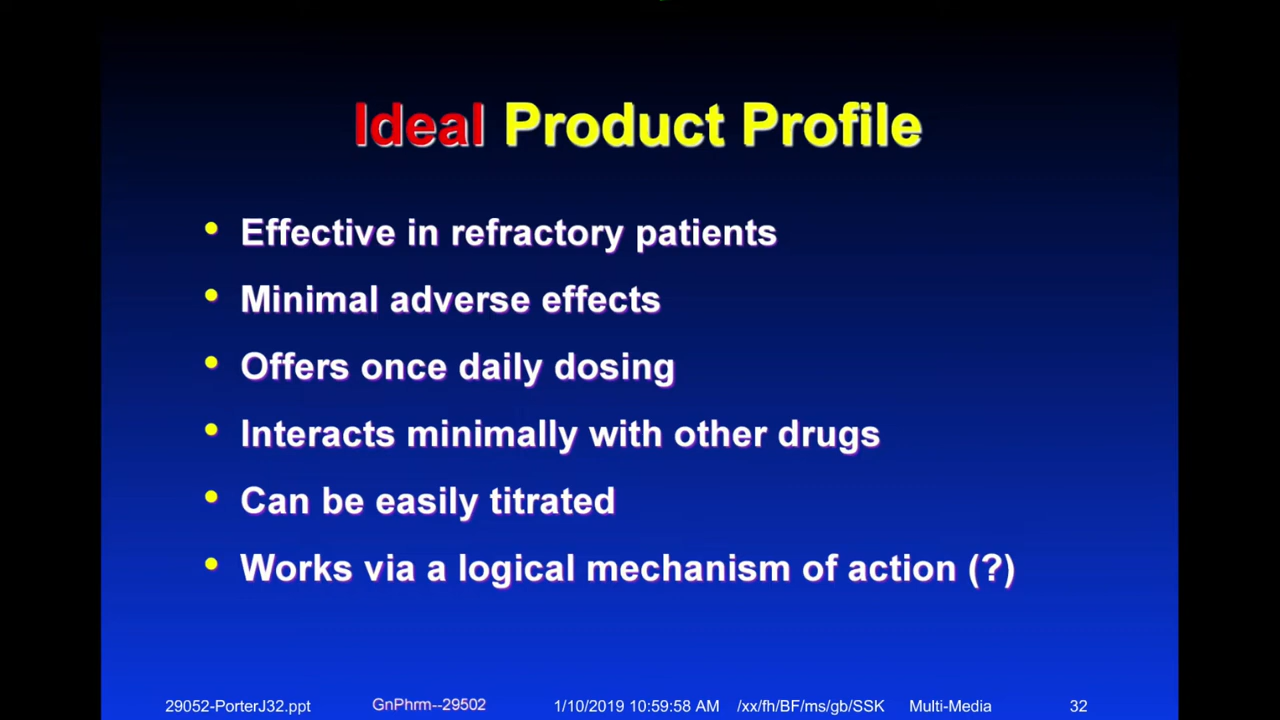 Ideal Product Profile
• Effective in refractory patients
• Minimal adverse effects
• Offers once daily dosing
• Interacts minimally with other drugs
• Can be easily titrated
• Works via a logical mechanism of action (?)
29052-PorterJ32.ppt GnPhrm--29502 1/10/2019 10:59:58 AM /xx/fh/BF/ms/gb/SSK Multi-Media 32